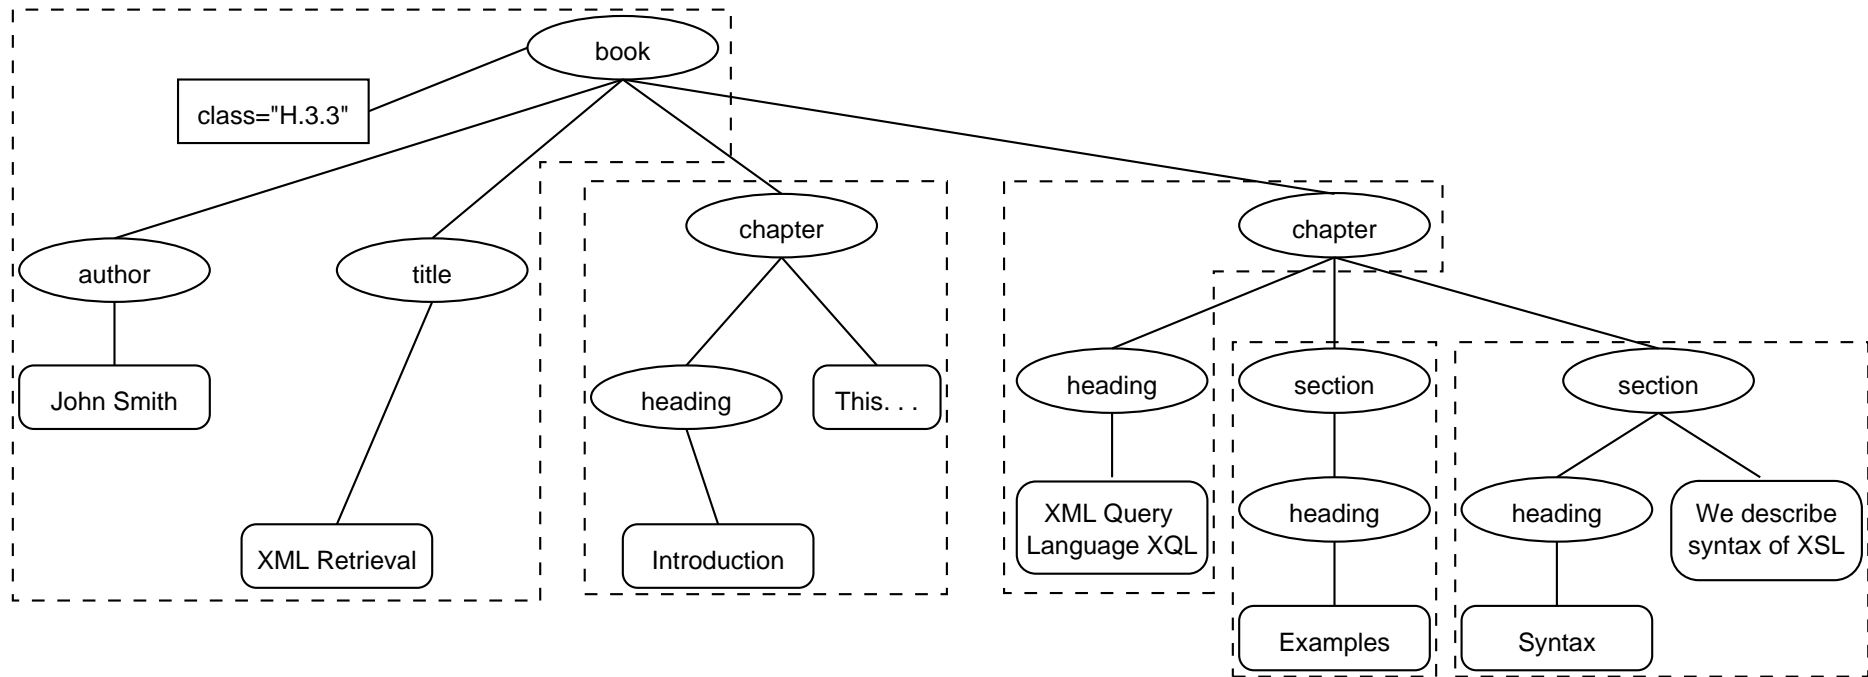 book
class="H.3.3"
chapter
chapter
author
title
heading
section
section
John Smith
heading
This. . .
XML Query
Language XQL
heading
heading
We describe
syntax of XSL
XML Retrieval
Introduction
Examples
Syntax